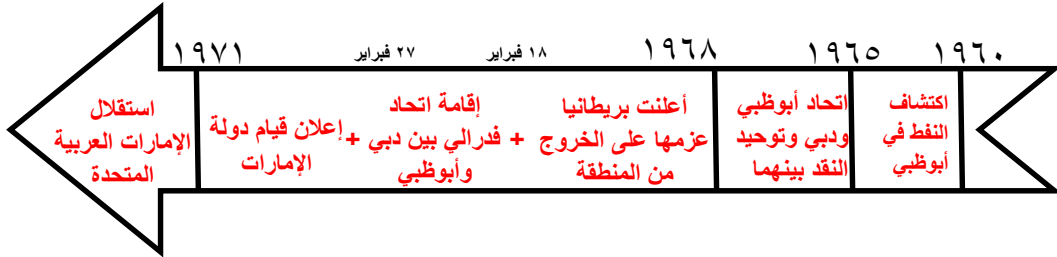 ١٩٦٠
١٩٦٥
١٩٦٨
١٨ فبراير
٢٧ فبراير
١٩٧١
اكتشاف
النفط في
أبوظبي
اتحاد أبوظبي
ودبي وتوحيد
النقد بينهما
أعلنت بريطانيا
عزمها على الخروج
من المنطقة
+
إقامة اتحاد
فدرالي بين دبي
وأبوظبي
+
إعلان قيام دولة
الإمارات
استقلال
الإمارات العربية
المتحدة